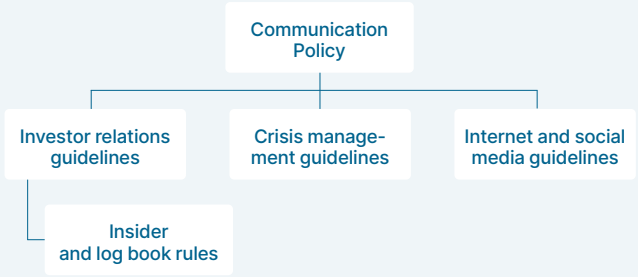 Communication
Policy
Investor relations
guidelines
Crisis manage-
ment guidelines
Internet and social
media guidelines
Insider
and log book rules